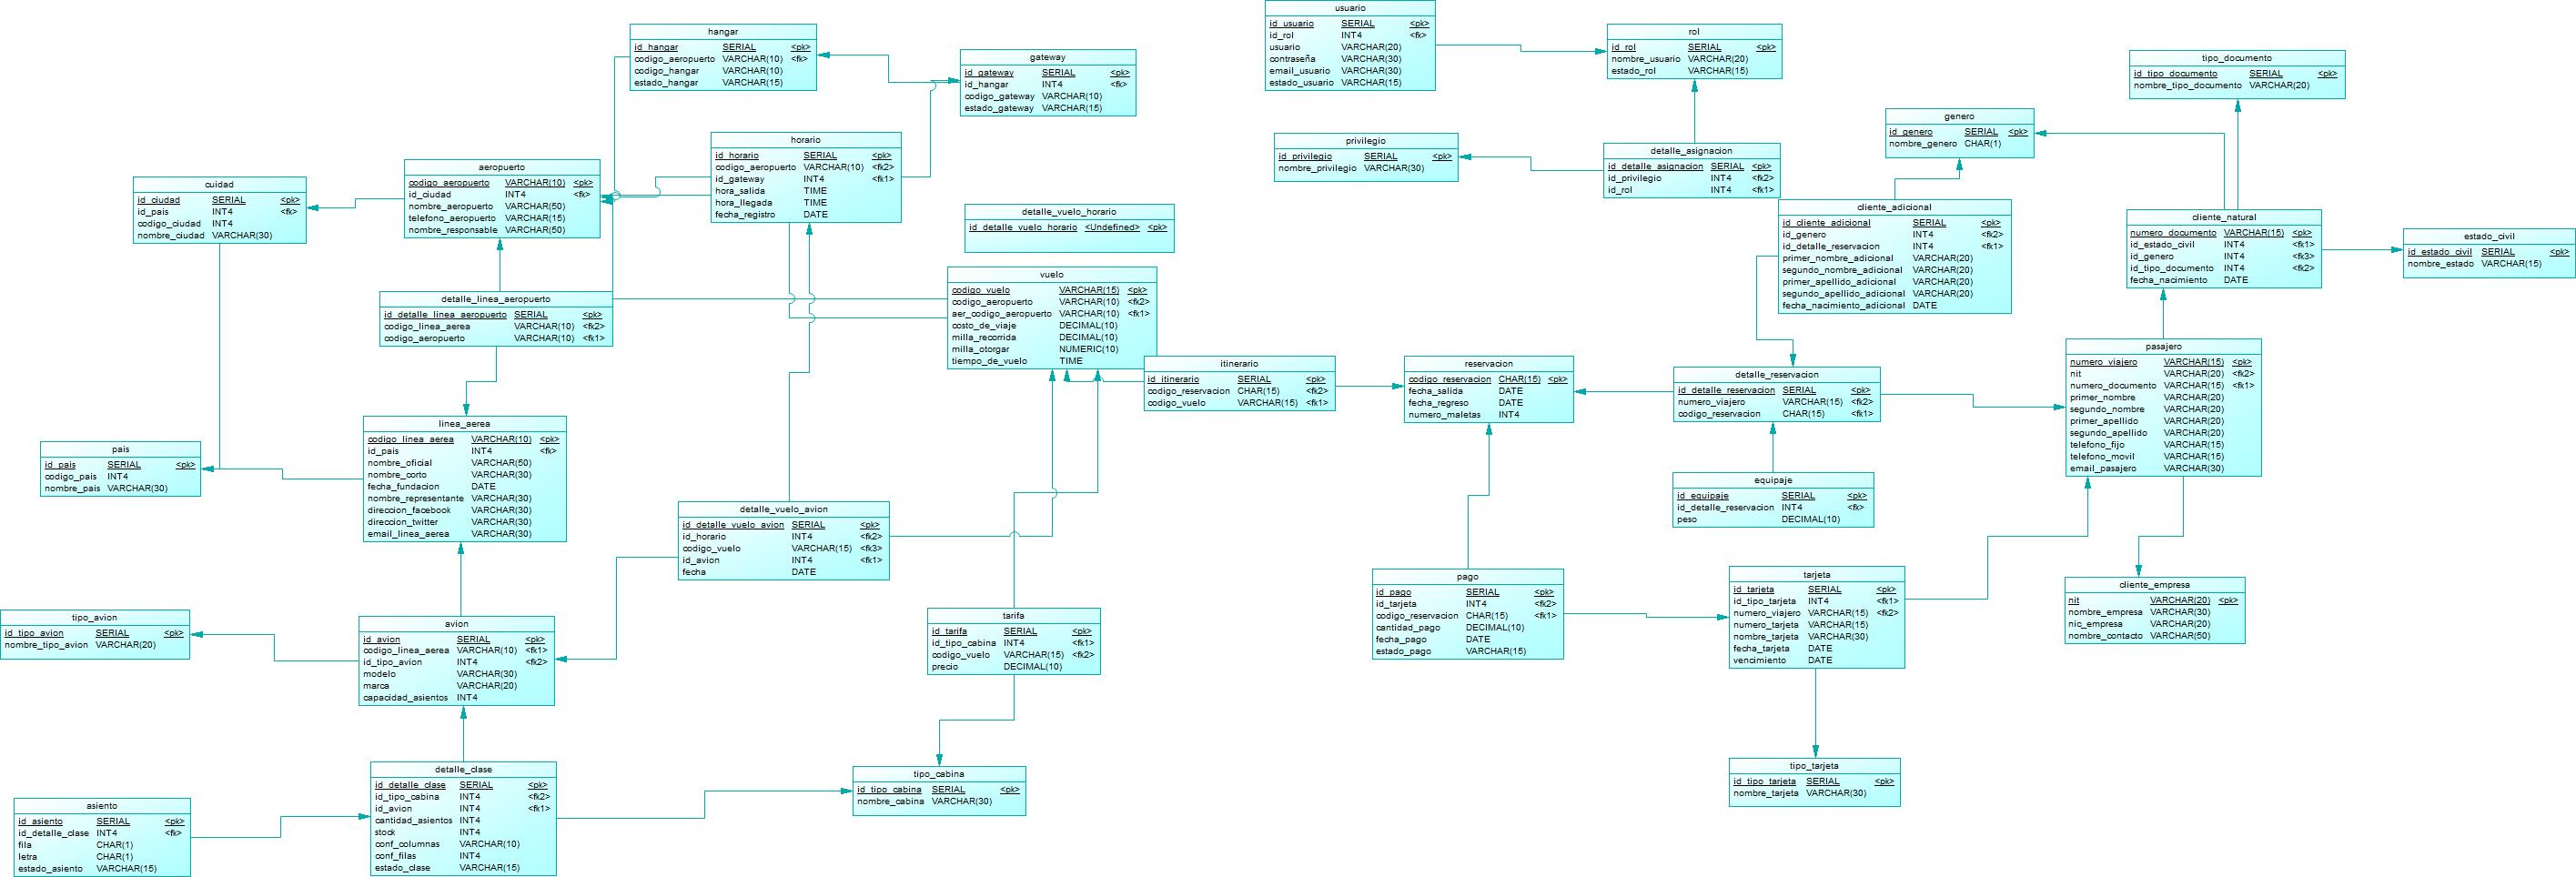 usuario
id_usuario SERIAL <pk>
id_rol INT4 <fk>
usuario VARCHAR(20)
contraseña VARCHAR(30)
email_usuario VARCHAR(30)
estado_usuario VARCHAR(15)
hangar
id_hangar SERIAL <pk>
codigo_aeropuerto VARCHAR(10) <fk>
codigo_hangar VARCHAR(10)
estado_hangar VARCHAR(15)
rol
id_rol SERIAL <pk>
nombre_usuario VARCHAR(20)
estado_rol VARCHAR(15)
gateway
id_gateway SERIAL <pk>
id_hangar INT4 <fk>
codigo_gateway VARCHAR(10)
estado_gateway VARCHAR(15)
tipo_documento
id_tipo_documento SERIAL <pk>
nombre_tipo_documento VARCHAR(20)
genero
id_genero SERIAL <pk>
nombre_genero CHAR(1)
horario
id_horario SERIAL <pk>
codigo_aeropuerto VARCHAR(10) <fk2>
id_gateway INT4 <fk1>
hora_salida TIME
hora_llegada TIME
fecha_registro DATE
privilegio
id_privilegio SERIAL <pk>
nombre_privilegio VARCHAR(30)
detalle_asignacion
id_detalle_asignacion SERIAL <pk>
id_privilegio INT4 <fk2>
id_rol INT4 <fk1>
aeropuerto
codigo_aeropuerto VARCHAR(10) <pk>
id_ciudad INT4 <fk>
nombre_aeropuerto VARCHAR(50)
telefono_aeropuerto VARCHAR(15)
nombre_responsable VARCHAR(50)
cuidad
id_ciudad SERIAL <pk>
id_pais INT4 <fk>
codigo_ciudad INT4
nombre_ciudad VARCHAR(30)
detalle_vuelo_horario
id_detalle_vuelo_horario <Undefined> <pk>
cliente_adicional
id_cliente_adicional SERIAL <pk>
id_genero INT4 <fk2>
id_detalle_reservacion INT4 <fk1>
primer_nombre_adicional VARCHAR(20)
segundo_nombre_adicional VARCHAR(20)
primer_apellido_adicional VARCHAR(20)
segundo_apellido_adicional VARCHAR(20)
fecha_nacimiento_adicional DATE
cliente_natural
numero_documento VARCHAR(15) <pk>
id_estado_civil INT4 <fk1>
id_genero INT4 <fk3>
id_tipo_documento INT4 <fk2>
fecha_nacimiento DATE
estado_civil
id_estado_civil SERIAL <pk>
nombre_estado VARCHAR(15)
vuelo
codigo_vuelo VARCHAR(15) <pk>
codigo_aeropuerto VARCHAR(10) <fk2>
aer_codigo_aeropuerto VARCHAR(10) <fk1>
costo_de_viaje DECIMAL(10)
milla_recorrida DECIMAL(10)
milla_otorgar NUMERIC(10)
tiempo_de_vuelo TIME
detalle_linea_aeropuerto
id_detalle_linea_aeropuerto SERIAL <pk>
codigo_linea_aerea VARCHAR(10) <fk2>
codigo_aeropuerto VARCHAR(10) <fk1>
itinerario
id_itinerario SERIAL <pk>
codigo_reservacion CHAR(15) <fk2>
codigo_vuelo VARCHAR(15) <fk1>
reservacion
codigo_reservacion CHAR(15) <pk>
fecha_salida DATE
fecha_regreso DATE
numero_maletas INT4
detalle_reservacion
id_detalle_reservacion SERIAL <pk>
numero_viajero VARCHAR(15) <fk2>
codigo_reservacion CHAR(15) <fk1>
pasajero
numero_viajero VARCHAR(15) <pk>
nit VARCHAR(20) <fk2>
numero_documento VARCHAR(15) <fk1>
primer_nombre VARCHAR(20)
segundo_nombre VARCHAR(20)
primer_apellido VARCHAR(20)
segundo_apellido VARCHAR(20)
telefono_fijo VARCHAR(15)
telefono_movil VARCHAR(15)
email_pasajero VARCHAR(30)
linea_aerea
codigo_linea_aerea VARCHAR(10) <pk>
id_pais INT4 <fk>
nombre_oficial VARCHAR(50)
nombre_corto VARCHAR(30)
fecha_fundacion DATE
nombre_representante VARCHAR(30)
direccion_facebook VARCHAR(30)
direccion_twitter VARCHAR(30)
email_linea_aerea VARCHAR(30)
pais
id_pais SERIAL <pk>
codigo_pais INT4
nombre_pais VARCHAR(30)
equipaje
id_equipaje SERIAL <pk>
id_detalle_reservacion INT4 <fk>
peso DECIMAL(10)
detalle_vuelo_avion
id_detalle_vuelo_avion SERIAL <pk>
id_horario INT4 <fk2>
codigo_vuelo VARCHAR(15) <fk3>
id_avion INT4 <fk1>
fecha DATE
pago
id_pago SERIAL <pk>
id_tarjeta INT4 <fk2>
codigo_reservacion CHAR(15) <fk1>
cantidad_pago DECIMAL(10)
fecha_pago DATE
estado_pago VARCHAR(15)
tarjeta
id_tarjeta SERIAL <pk>
id_tipo_tarjeta INT4 <fk1>
numero_viajero VARCHAR(15) <fk2>
numero_tarjeta VARCHAR(15)
nombre_tarjeta VARCHAR(30)
fecha_tarjeta DATE
vencimiento DATE
cliente_empresa
nit VARCHAR(20) <pk>
nombre_empresa VARCHAR(30)
nic_empresa VARCHAR(20)
nombre_contacto VARCHAR(50)
tipo_avion
id_tipo_avion SERIAL <pk>
nombre_tipo_avion VARCHAR(20)
avion
id_avion SERIAL <pk>
codigo_linea_aerea VARCHAR(10) <fk1>
id_tipo_avion INT4 <fk2>
modelo VARCHAR(30)
marca VARCHAR(20)
capacidad_asientos INT4
tarifa
id_tarifa SERIAL <pk>
id_tipo_cabina INT4 <fk1>
codigo_vuelo VARCHAR(15) <fk2>
precio DECIMAL(10)
detalle_clase
id_detalle_clase SERIAL <pk>
id_tipo_cabina INT4 <fk2>
id_avion INT4 <fk1>
cantidad_asientos INT4
stock INT4
conf_columnas VARCHAR(10)
conf_filas INT4
estado_clase VARCHAR(15)
tipo_cabina
id_tipo_cabina SERIAL <pk>
nombre_cabina VARCHAR(30)
tipo_tarjeta
id_tipo_tarjeta SERIAL <pk>
nombre_tarjeta VARCHAR(30)
asiento
id_asiento SERIAL <pk>
id_detalle_clase INT4 <fk>
fila CHAR(1)
letra CHAR(1)
estado_asiento VARCHAR(15)